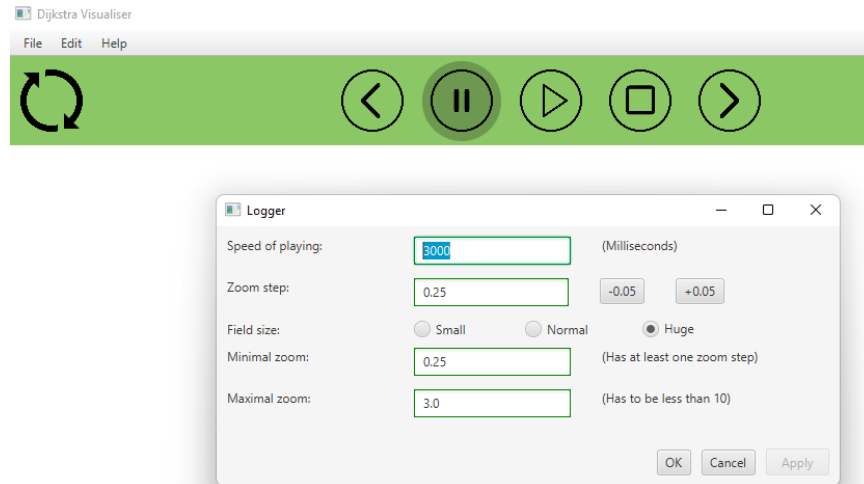 Dijkstra Visualiser
File Edit Help
Logger
Speed of playing: 3000 (Milliseconds)
Zoom step: 0.25 -0.05 +0.05
Field size: Small Normal Huge
Minimal zoom: 0.25 (Has at least one zoom step)
Maximal zoom: 3.0 (Has to be less than 10)
OK Cancel Apply